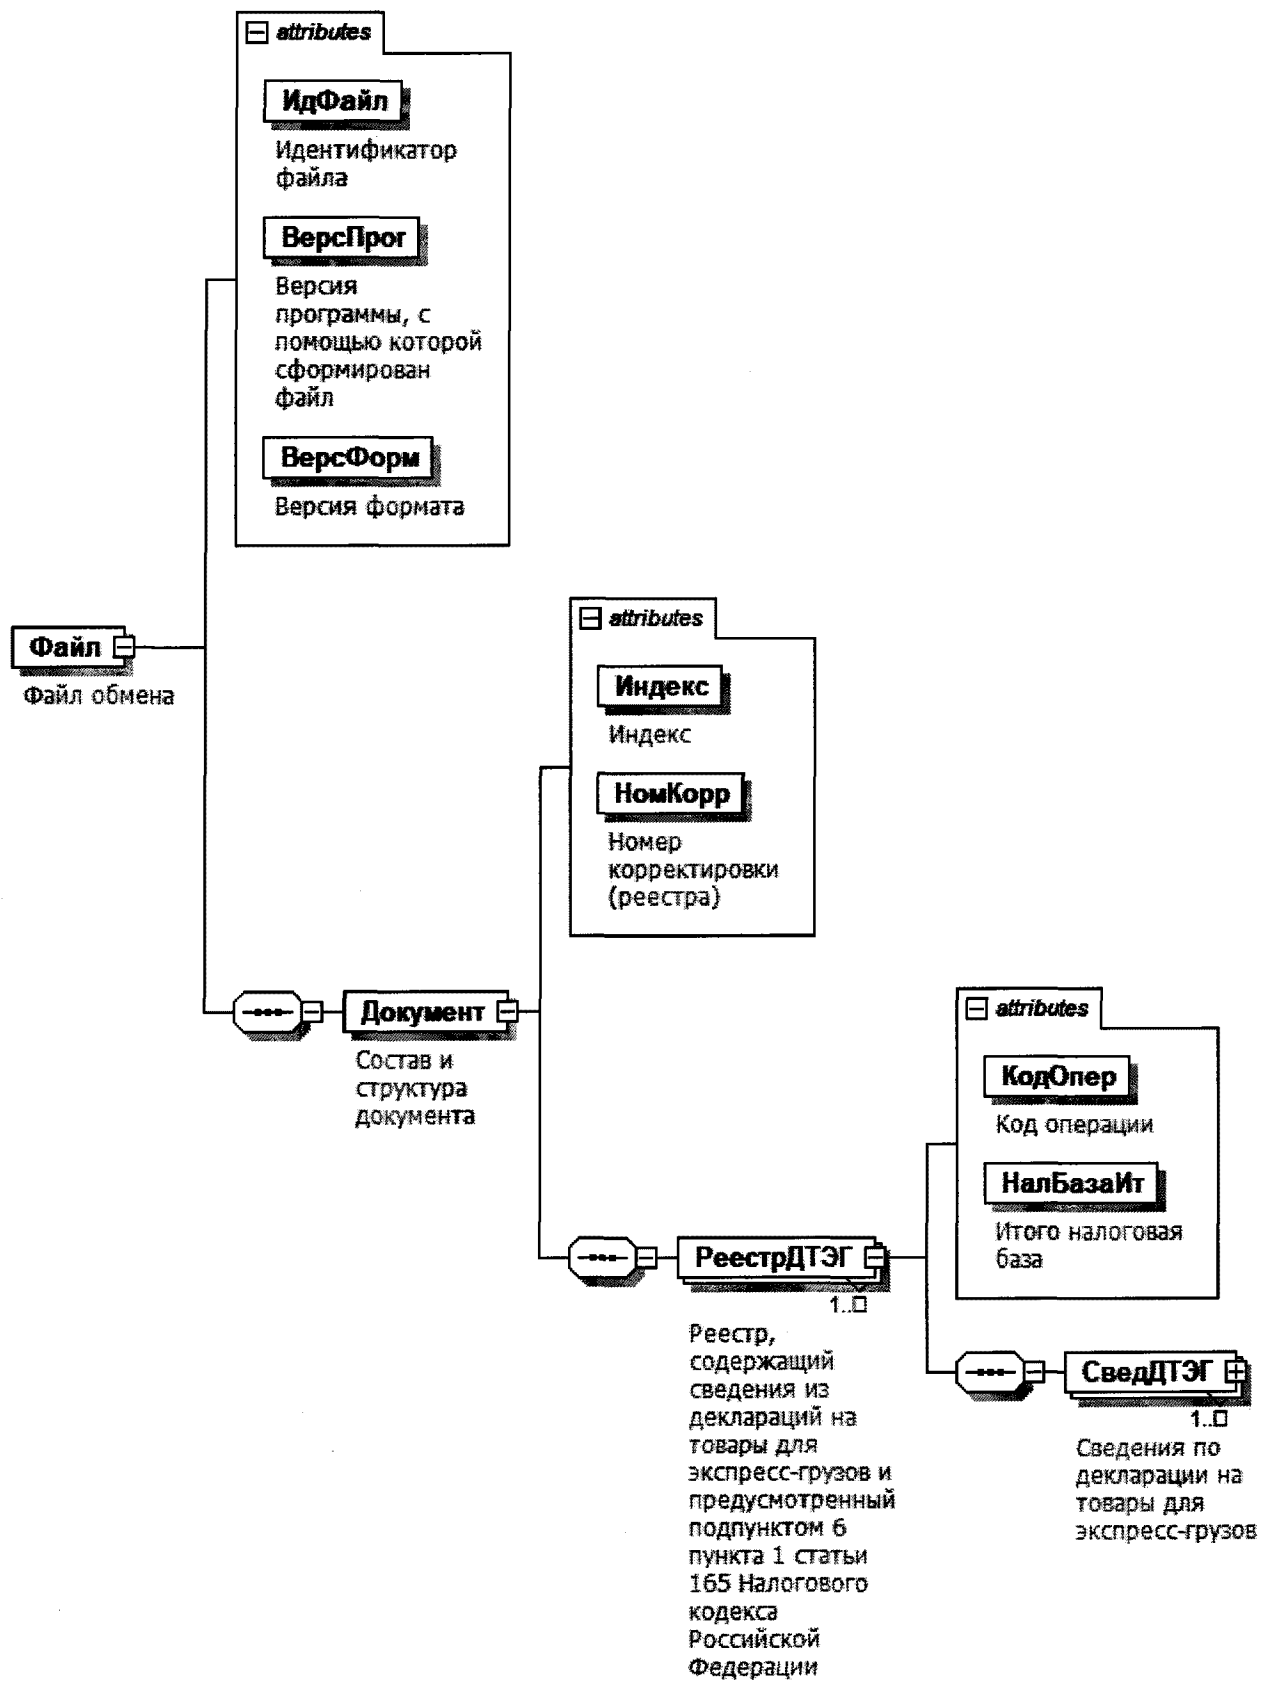 attributes
ИдФайл
Идентификатор
файла
ВерсПрог
Версия
программы, с
помощью которой
сформирован
файл
ВерсФорм
Версия формата
Файл
Файл обмена
attributes
Индекс
Индекс
НомКорр
Номер
корректировки
(реестра)
Документ
Состав и
структура
документа
attributes
КодОпер
Код операции
НалБазаИт
Итого налоговая
база
РеестрДТЭГ
1..□
Реестр,
содержащий
сведения из
деклараций на
товары для
экспресс-грузов и
предусмотренный
подпунктом 6
пункта 1 статьи
165 Налогового
кодекса
Российской
Федерации
СведДТЭГ
1..□
Сведения по
декларации на
товары для
экспресс-грузов